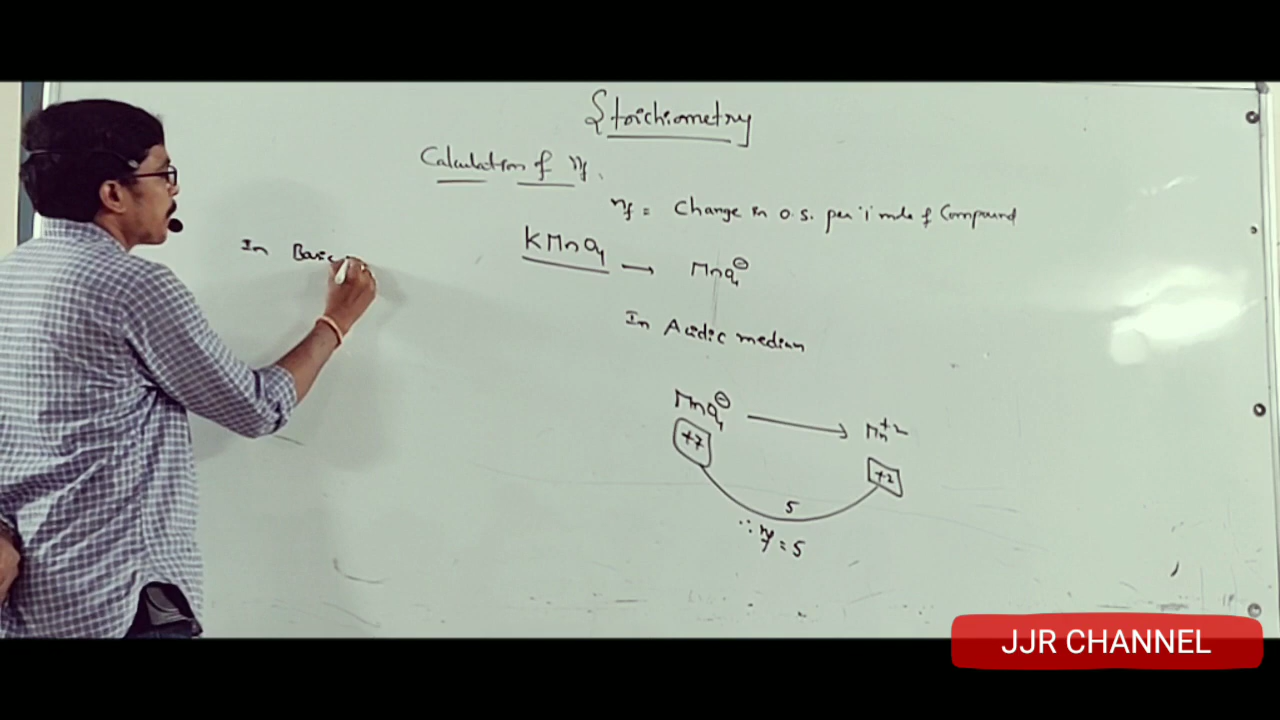 Stoichiometry
Calculation of nf.
nf = Change in o.s. per '1' mole of Compound
In Basic
KMnO4 → MnO4⊖
In Acidic medium
MnO4⊖ → Mn+2
+7 +2
5
∴ nf = 5
JJR CHANNEL